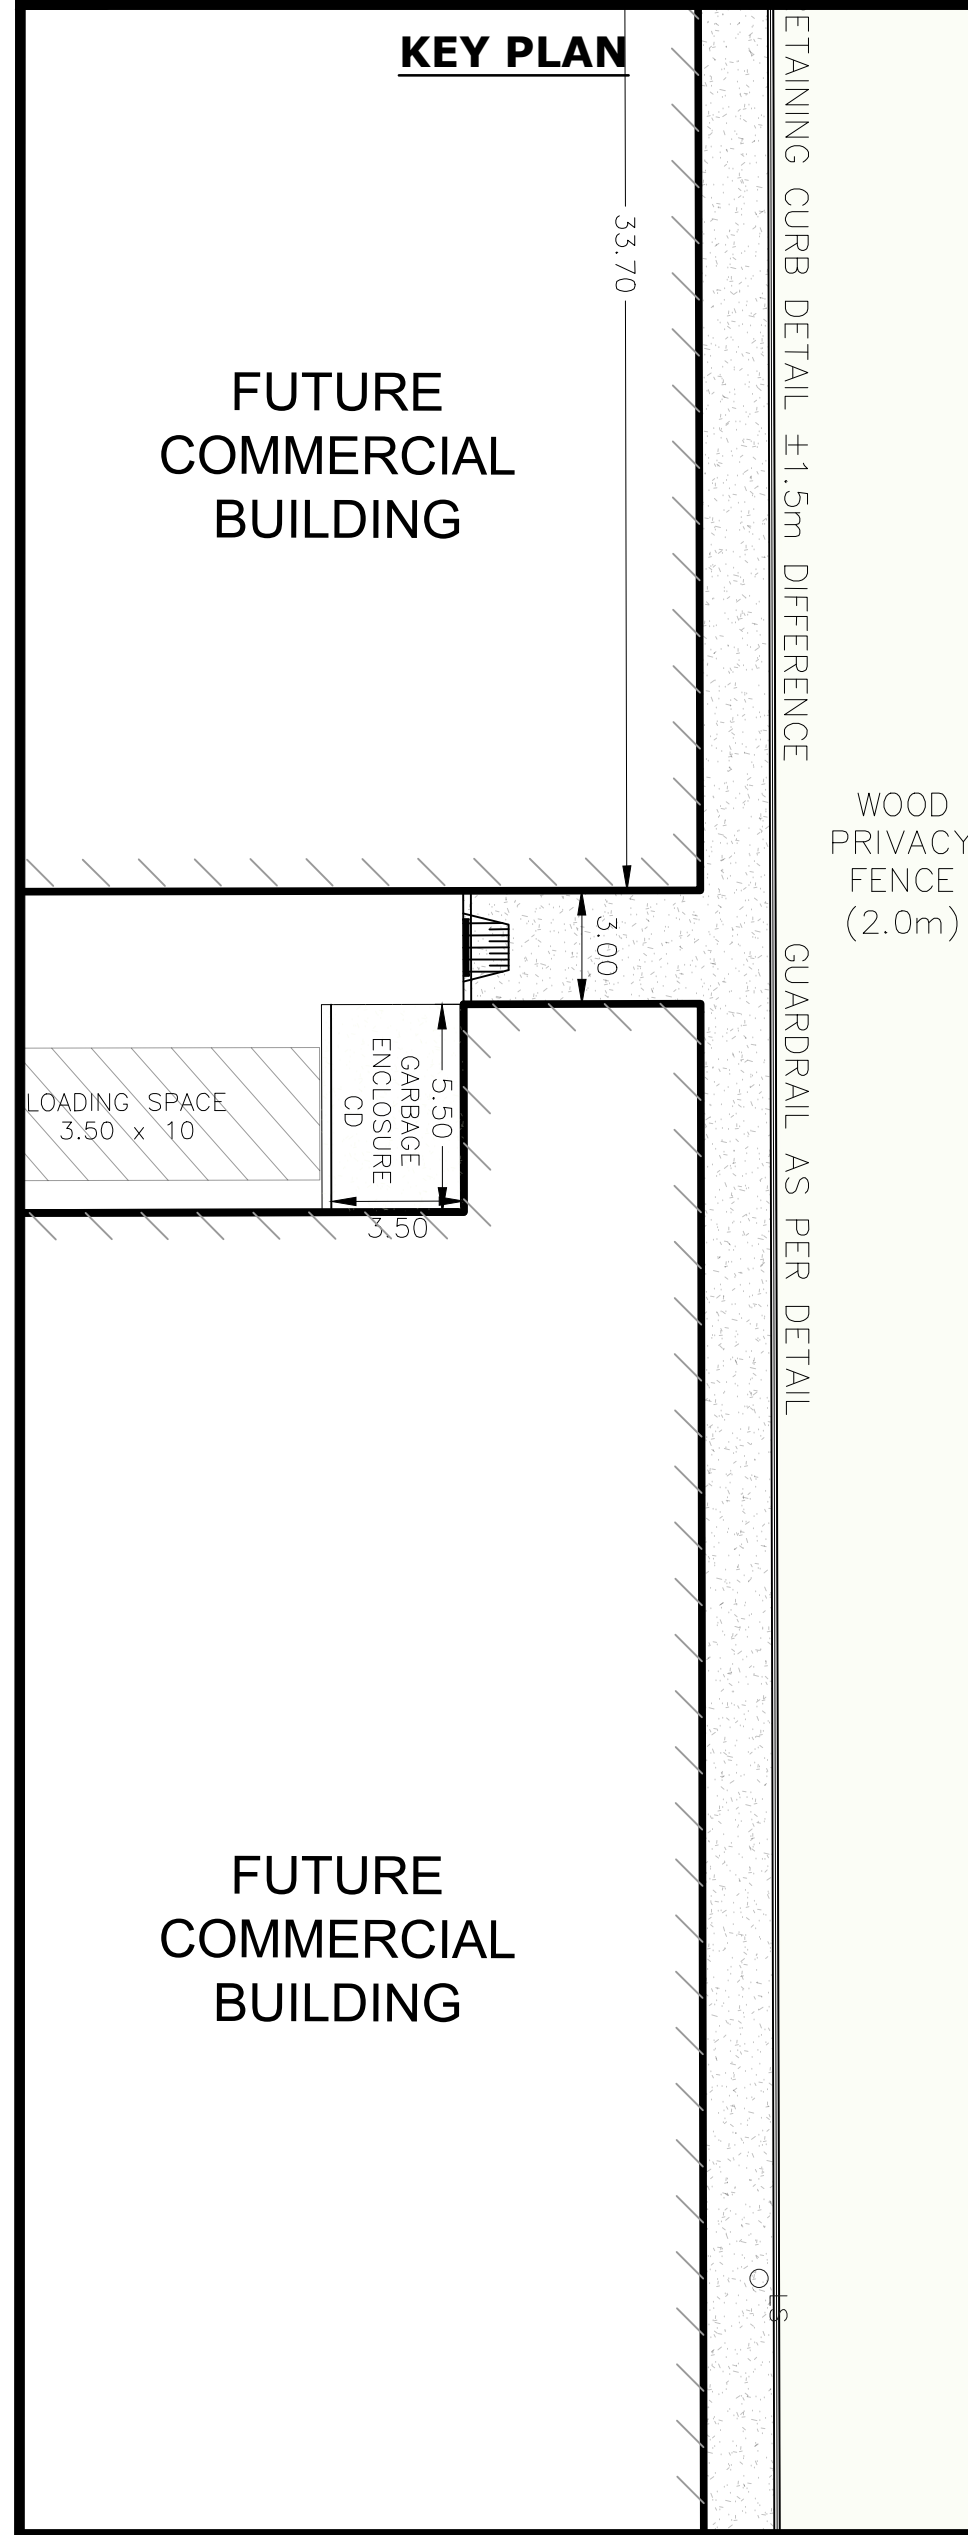 KEY PLAN
ETAINING CURB DETAIL ±1.5m DIFFERENCE
33.70
FUTURE
COMMERCIAL
BUILDING
WOOD
PRIVACY
FENCE
(2.0m)
3.00
GUARDRAIL AS PER DETAIL
LOADING SPACE
3.50 x 10
5.50
GARBAGE
ENCLOSURE
CD
3.50
FUTURE
COMMERCIAL
BUILDING
LS